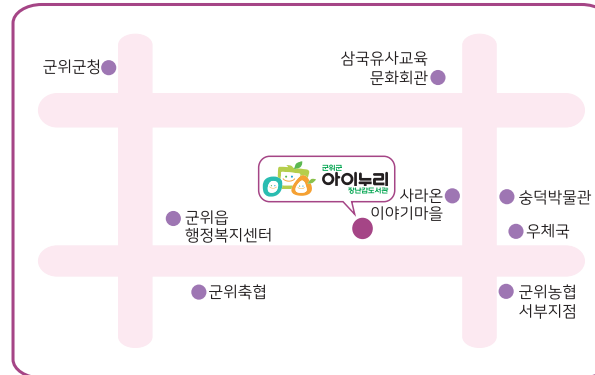 군위군청
삼국유사교육
문화회관
군위군
아이누리
장난감도서관
사라온
이야기마을
숭덕박물관
군위읍
행정복지센터
우체국
군위축협
군위농협
서부지점